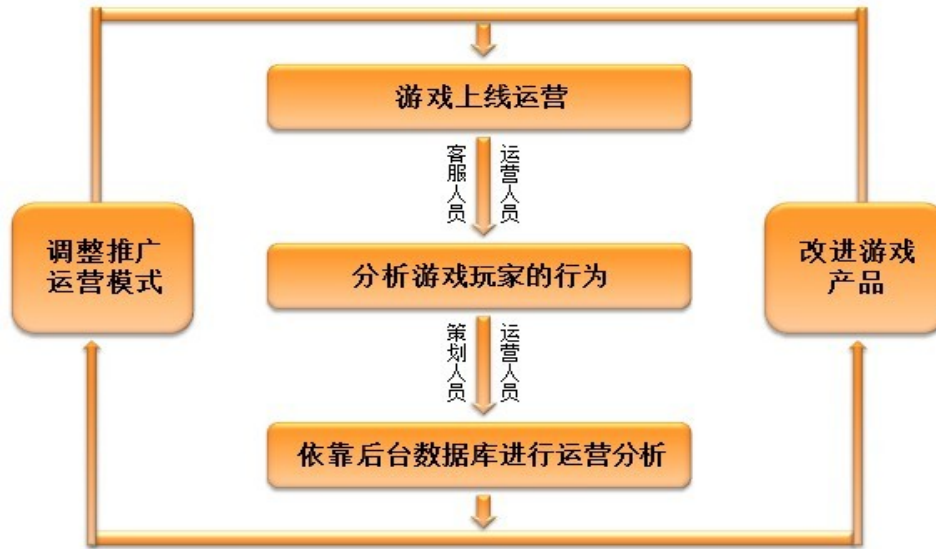 游戏上线运营
客服人员
运营人员
调整推广
运营模式
分析游戏玩家的行为
改进游戏
产品
策划人员
运营人员
依靠后台数据库进行运营分析